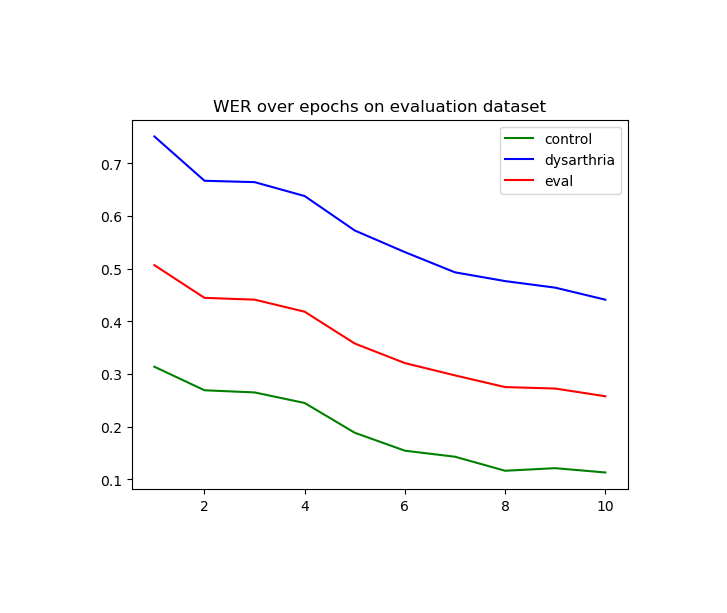 WER over epochs on evaluation dataset
control
dysarthria
eval
0.7
0.6
0.5
0.4
0.3
0.2
0.1
2 4 6 8 10